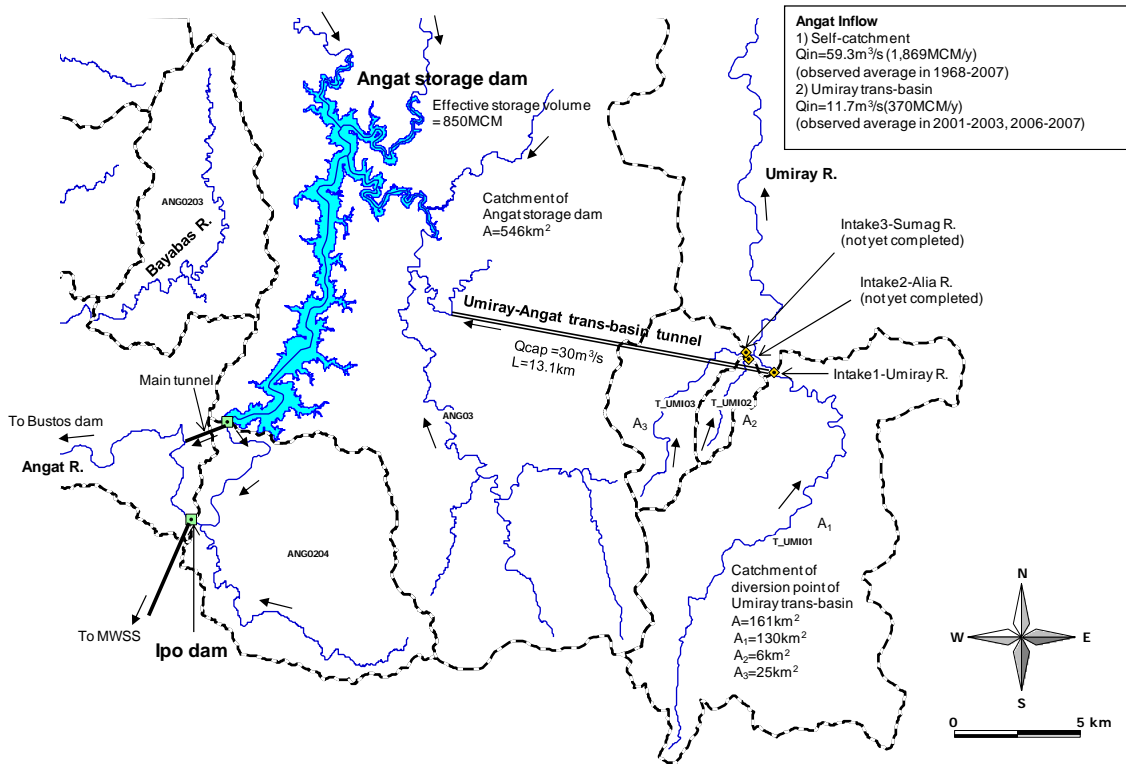 Angat Inflow
1) Self-catchment
Qin=59.3m³/s (1,869MCM/y)
(observed average in 1968-2007)
2) Umiray trans-basin
Qin=11.7m³/s(370MCM/y)
(observed average in 2001-2003, 2006-2007)
Angat storage dam
Effective storage volume
= 850MCM
Umiray R.
ANG0203
Bayabas R.
Catchment of
Angat storage dam
A=546km²
Intake3-Sumag R.
(not yet completed)
Intake2-Alia R.
(not yet completed)
Umiray-Angat trans-basin tunnel
Qcap =30m³/s
L=13.1km
Intake1-Umiray R.
Main tunnel
T_UMI03
T_UMI02
A₃
A₂
ANG03
To Bustos dam
Angat R.
A₁
T_UMI01
ANG0204
Catchment of
diversion point of
Umiray trans-basin
A=161km²
A₁=130km²
A₂=6km²
A₃=25km²
To MWSS
Ipo dam
N
W
E
S
0
5 km